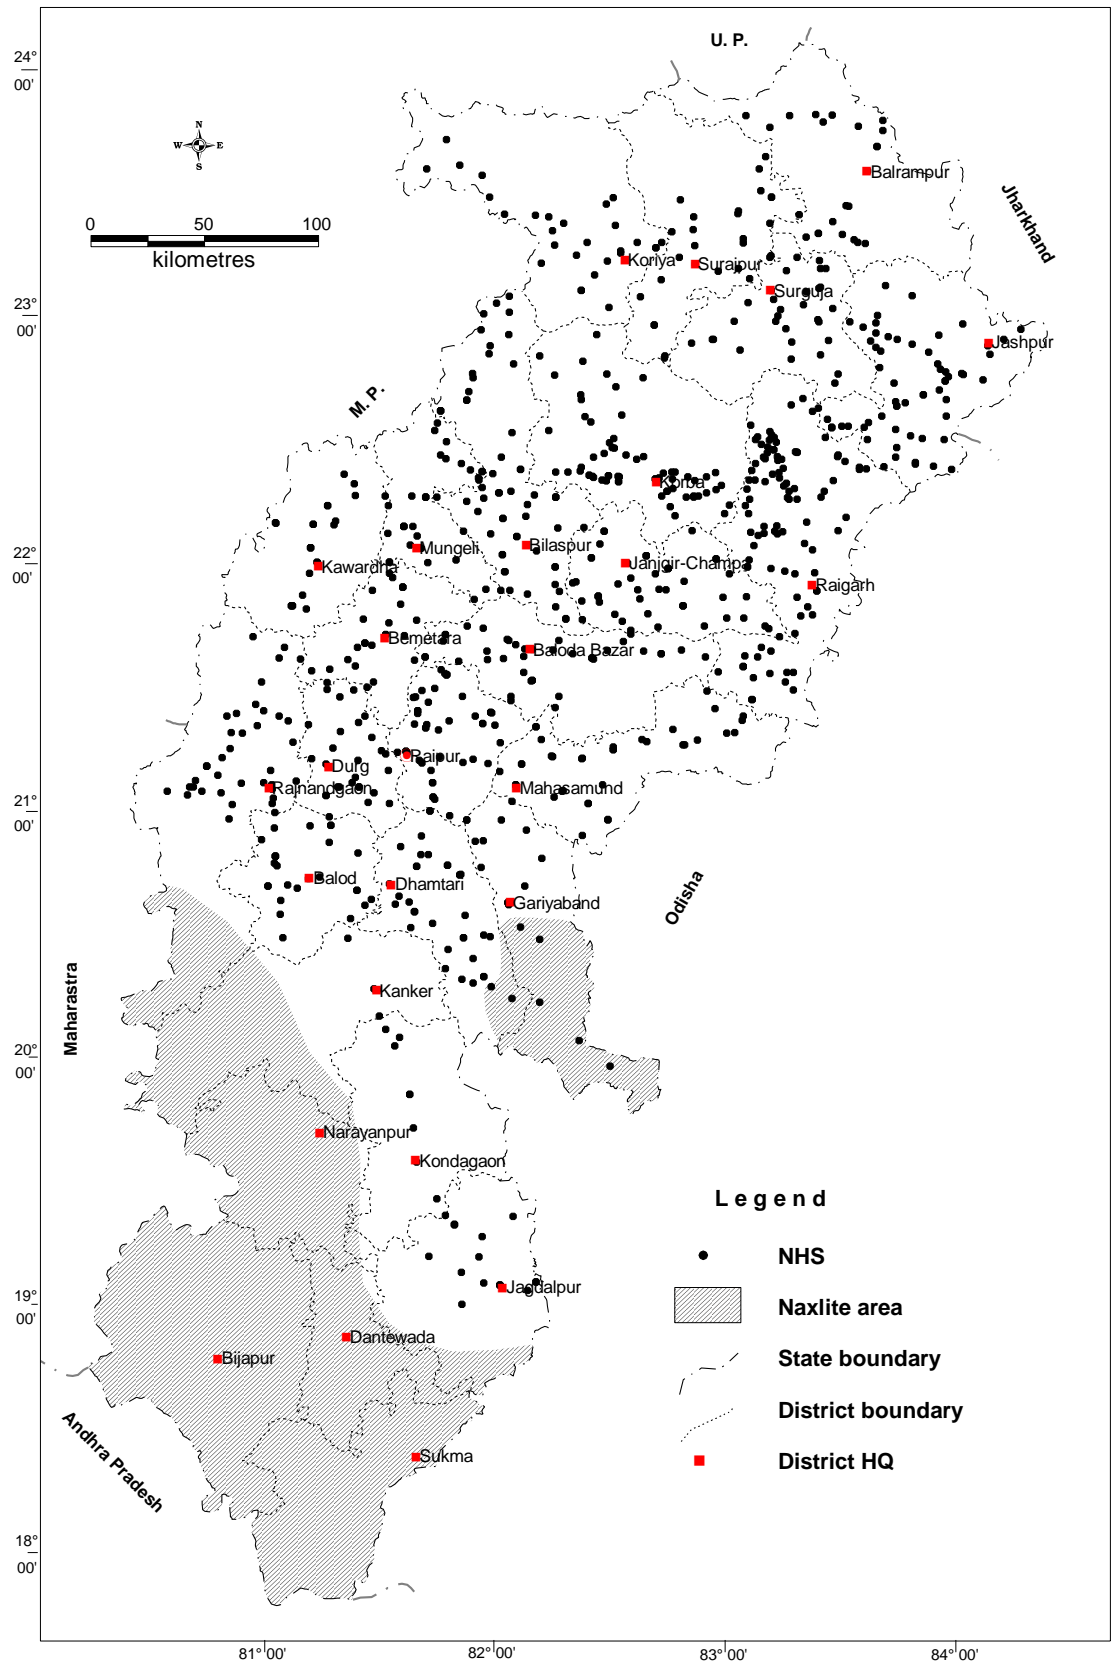 U. P.
24°
00'
N
W E
S
Balrampur
Jharkhand
0 50 100
kilometres
Koriya
Surajpur
Surguja
23°
00'
Jashpur
M. P.
Korba
Mungeli
Bilaspur
22°
00'
Kawardha
Janjgir-Champa
Raigarh
Bemetara
Baloda Bazar
Raipur
Durg
Rajnandgaon
Mahasamund
21°
00'
Balod
Dhamtari
Gariyaband
Odisha
Maharastra
Kanker
20°
00'
Narayanpur
Kondagaon
Legend
NHS
Jagdalpur
19°
00'
Naxlite area
Dantewada
Bijapur
State boundary
District boundary
Andhra Pradesh
Sukma
District HQ
18°
00'
81°00' 82°00' 83°00' 84°00'